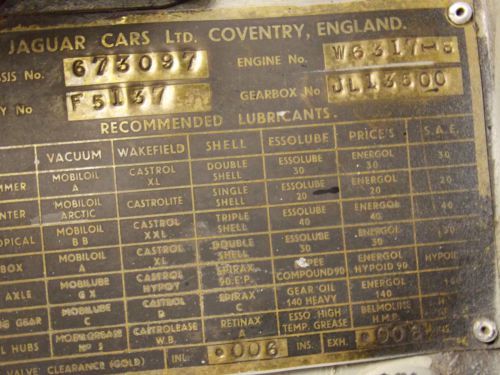 JAGUAR CARS LTD. COVENTRY, ENGLAND.
SSIS No. 673097 ENGINE No. W6317-8
Y No F5137 GEARBOX No JL13600
RECOMMENDED LUBRICANTS.
VACUUM WAKEFIELD SHELL ESSOLUBE PRICE'S S.A.E.
MMER MOBILOIL A CASTROL XL DOUBLE SHELL ESSOLUBE 30 ENERGOL 30 30
NTER MOBILOIL ARCTIC CASTROLITE SINGLE SHELL ESSOLUBE 20 ENERGOL 20 20
OPICAL MOBILOIL BB CASTROL XXL TRIPLE SHELL ESSOLUBE 40 ENERGOL 40 40
BOX MOBILOIL A CASTROL XL DOUBLE SHELL ESSOLUBE 30 ENERGOL 30 30
AXLE MOBILUBE GX CASTROL HYPOY SPIRAX 90.E.P. COMPOUND 90 ENERGOL HYPOID 90 HYPOID
NG GEAR MOBILUBE C CASTROL D SPIRAX C GEAR OIL 140 HEAVY ENERGOL 140
L HUBS MOBILGREASE No 5 CASTROLEASE W.B. RETINAX A ESSO. HIGH TEMP. GREASE BELMOLINE H.M.P.
VALVE CLEARANCE (GOLD) INL. .006 INS. EXH. .008